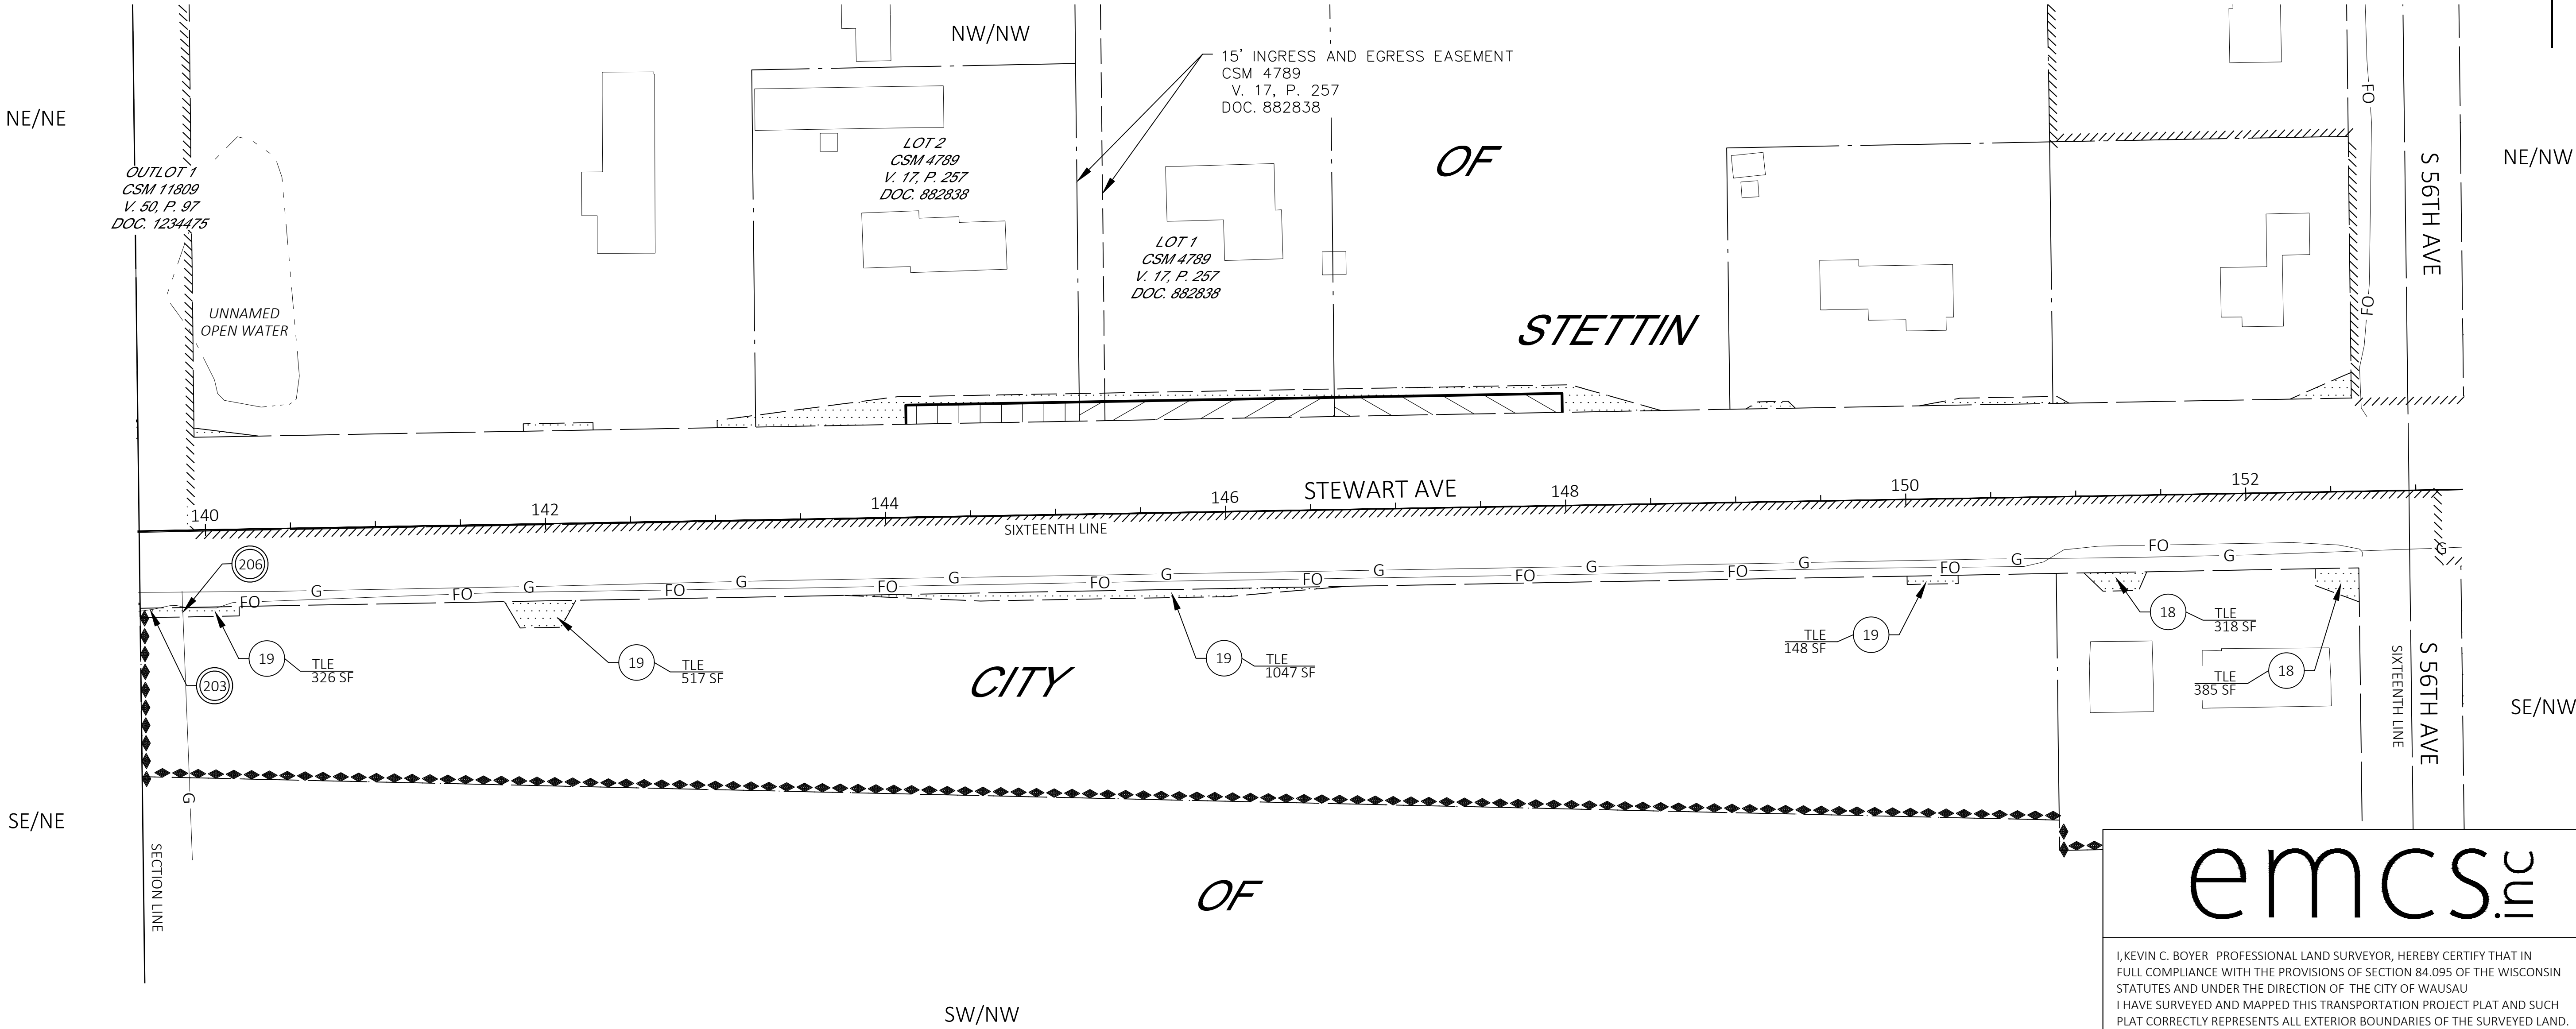 NW/NW
15' INGRESS AND EGRESS EASEMENT
CSM 4789
V. 17, P. 257
DOC. 882838
NE/NE
OF
FO
S 56TH AVE
NE/NW
OUTLOT 1
CSM 11809
V. 50, P. 97
DOC. 1234475
LOT 2
CSM 4789
V. 17, P. 257
DOC. 882838
LOT 1
CSM 4789
V. 17, P. 257
DOC. 882838
UNNAMED
OPEN WATER
STETTIN
FO
140 142 144 146 STEWART AVE 148 150 152
SIXTEENTH LINE
206
G G G G G G G G G G
FO FO FO FO FO FO FO FO FO FO
19 TLE
326 SF
203
19 TLE
517 SF
19 TLE
1047 SF
TLE 19
148 SF
18 TLE
318 SF
TLE 18
385 SF
CITY
SIXTEENTH LINE
S 56TH AVE
SE/NW
G
SE/NE
SECTION LINE
OF
SW/NW
emcs inc
I,KEVIN C. BOYER PROFESSIONAL LAND SURVEYOR, HEREBY CERTIFY THAT IN
FULL COMPLIANCE WITH THE PROVISIONS OF SECTION 84.095 OF THE WISCONSIN
STATUTES AND UNDER THE DIRECTION OF THE CITY OF WAUSAU
I HAVE SURVEYED AND MAPPED THIS TRANSPORTATION PROJECT PLAT AND SUCH
PLAT CORRECTLY REPRESENTS ALL EXTERIOR BOUNDARIES OF THE SURVEYED LAND.